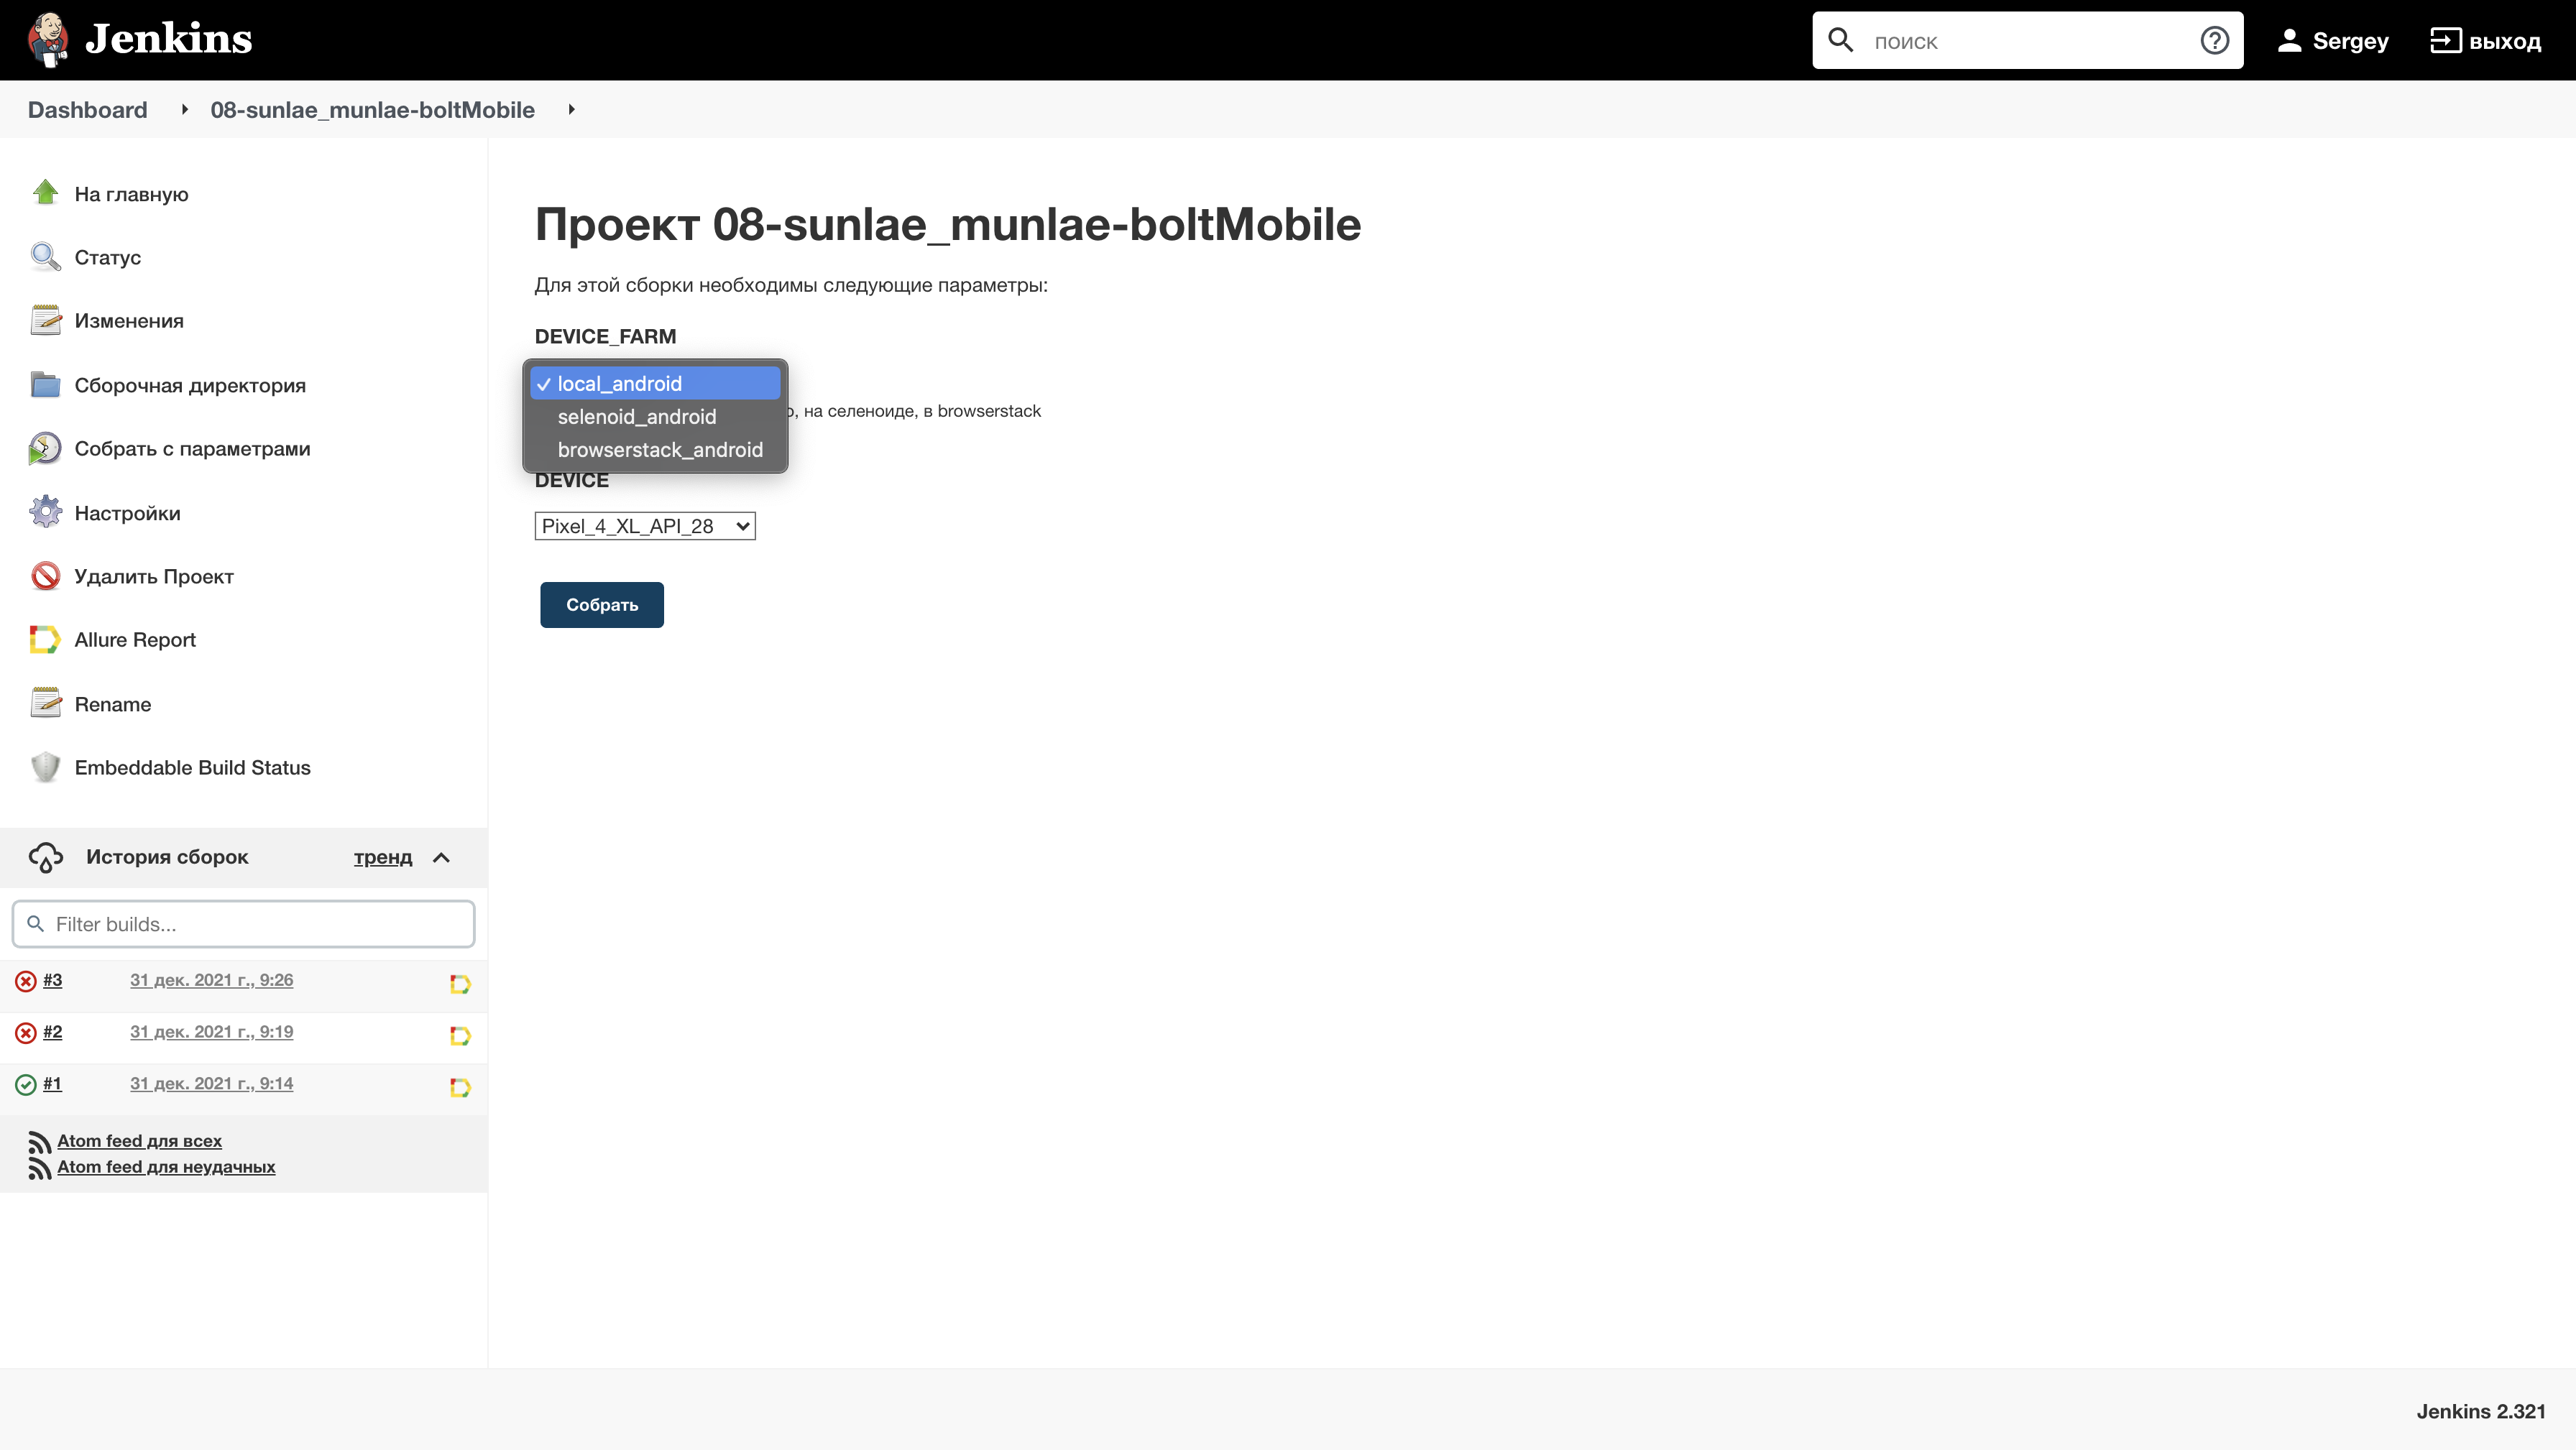 Jenkins
поиск
Sergey
выход
Dashboard
08-sunlae_munlae-boltMobile
На главную
Статус
Изменения
Сборочная директория
Собрать с параметрами
Настройки
Удалить Проект
Allure Report
Rename
Embeddable Build Status
История сборок
тренд
Filter builds...
#3 31 дек. 2021 г., 9:26
#2 31 дек. 2021 г., 9:19
#1 31 дек. 2021 г., 9:14
Atom feed для всех
Atom feed для неудачных
Проект 08-sunlae_munlae-boltMobile
Для этой сборки необходимы следующие параметры:
DEVICE_FARM
local_android
selenoid_android
browserstack_android
, на селеноиде, в browserstack
DEVICE
Pixel_4_XL_API_28
Собрать
Jenkins 2.321